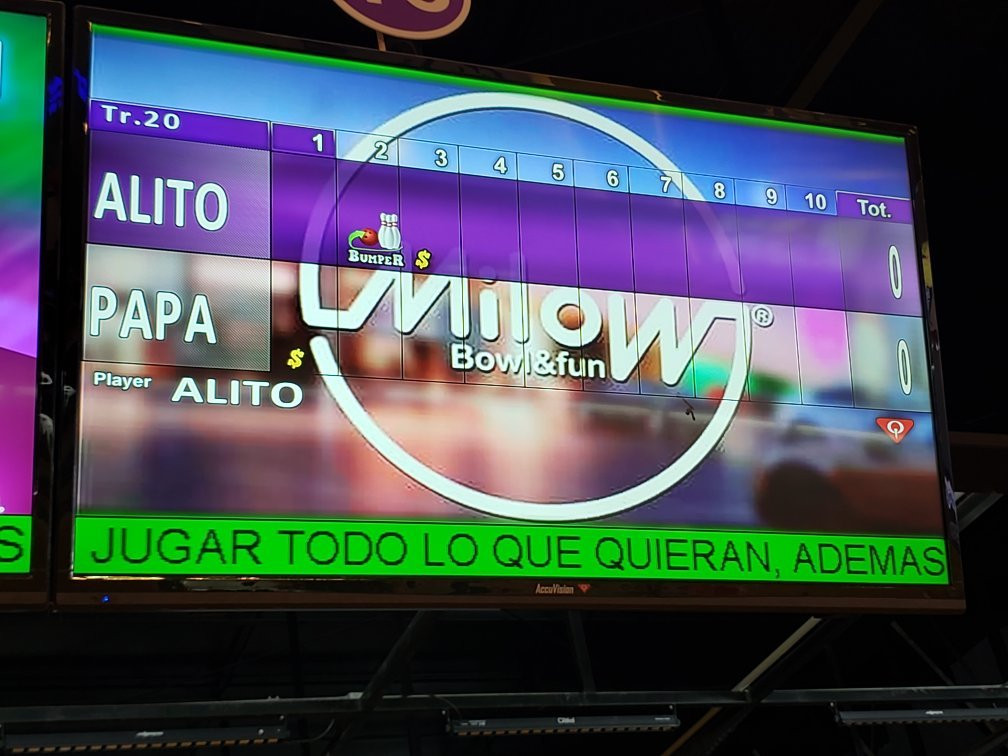 Tr.20 1 2 3 4 5 6 7 8 9 10 Tot.
ALITO 0
BUMPER $
Milow ®
PAPA 0
Bowl&fun
$
Player ALITO
S
JUGAR TODO LO QUE QUIERAN, ADEMAS
AccuVision